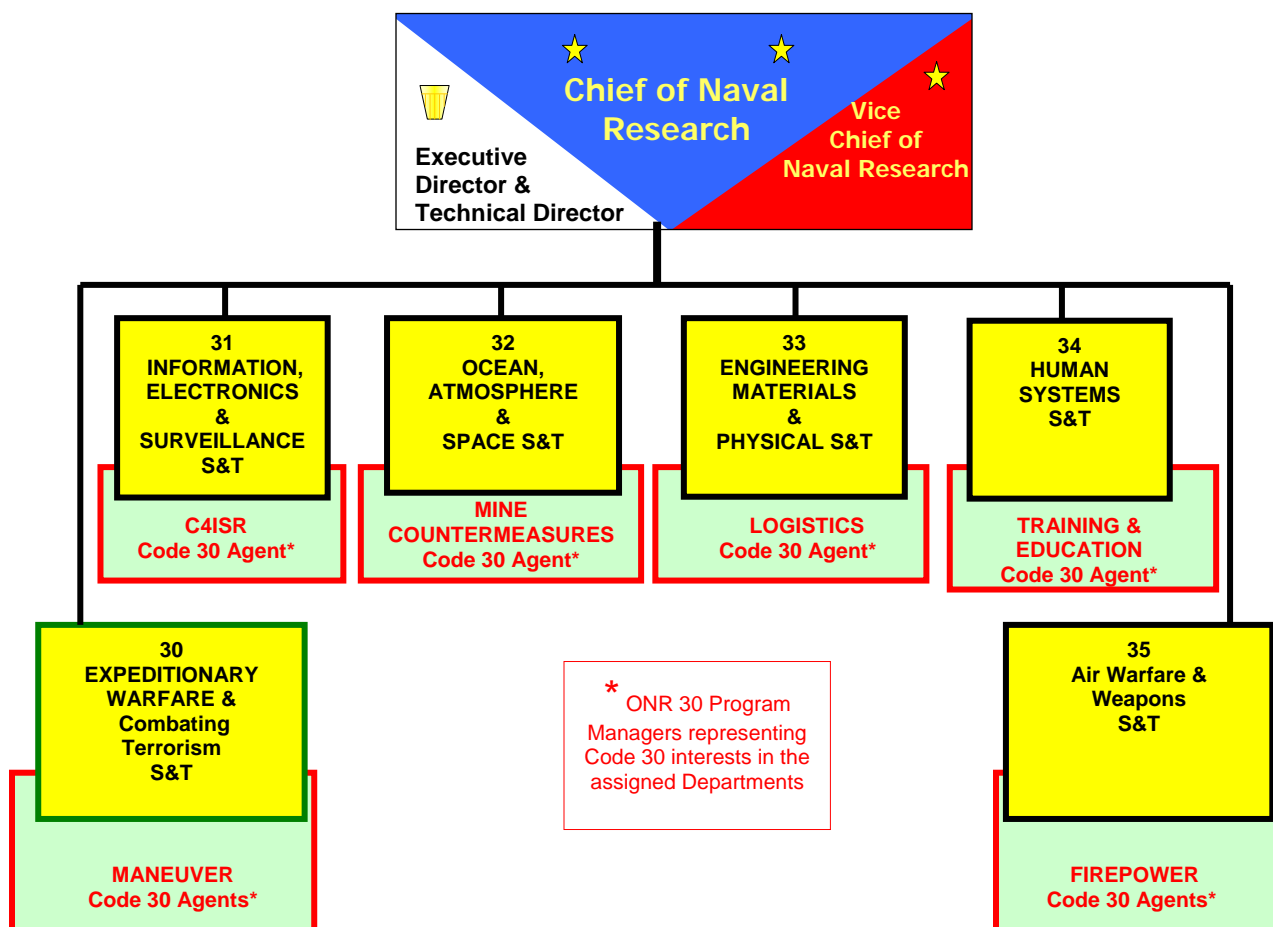 Chief of Naval
Research
Vice
Chief of
Naval Research
Executive
Director &
Technical Director
31
INFORMATION,
ELECTRONICS
&
SURVEILLANCE
S&T
C4ISR
Code 30 Agent*
32
OCEAN,
ATMOSPHERE
&
SPACE S&T
MINE
COUNTERMEASURES
Code 30 Agent*
33
ENGINEERING
MATERIALS
&
PHYSICAL S&T
LOGISTICS
Code 30 Agent*
34
HUMAN
SYSTEMS
S&T
TRAINING &
EDUCATION
Code 30 Agent*
30
EXPEDITIONARY
WARFARE &
Combating
Terrorism
S&T
MANEUVER
Code 30 Agents*
* ONR 30 Program
Managers representing
Code 30 interests in the
assigned Departments
35
Air Warfare &
Weapons
S&T
FIREPOWER
Code 30 Agents*